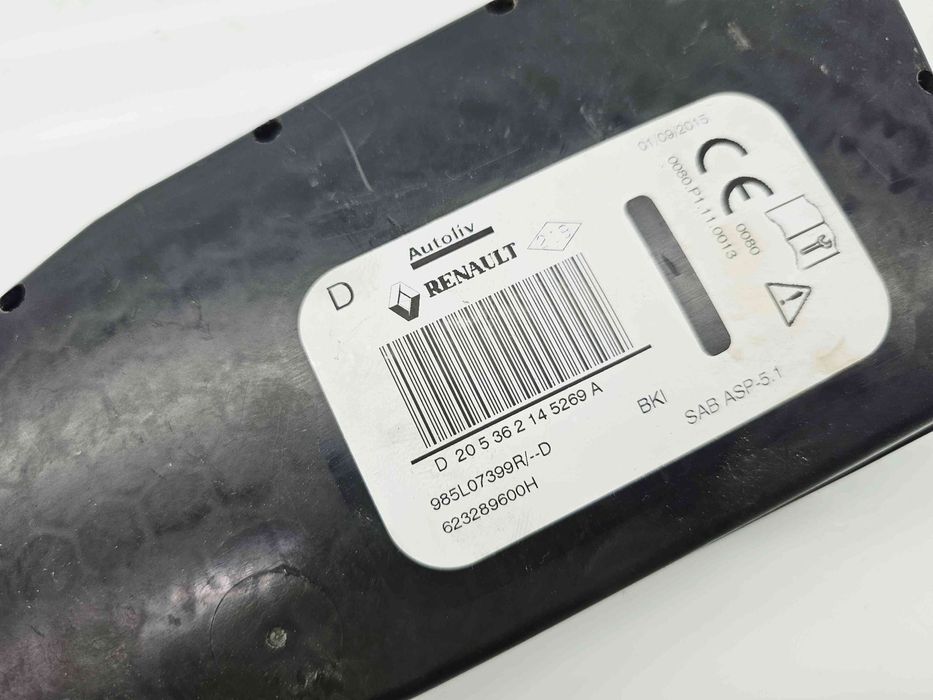 01/09/2015
CE 0080
0080.P1.11.0013
Autoliv
D
RENAULT
D 20 5 36 2 14 5269 A
985L07399R/--D
623289600H
BKI
SAB ASP-5.1